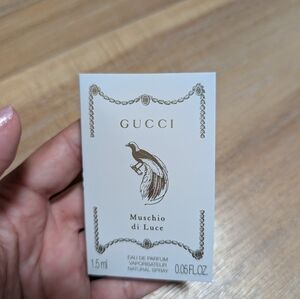 GUCCI
Muschio
di Luce
EAU DE PARFUM
VAPORISATEUR
NATURAL SPRAY
1.5 ml
0.05 FL.OZ.